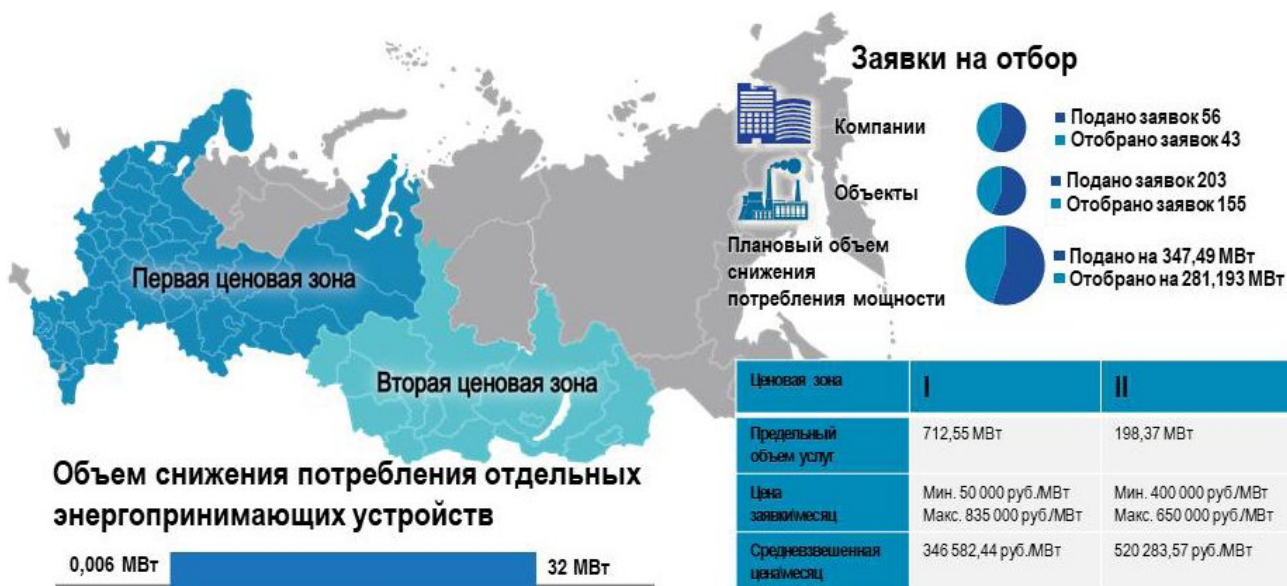 Заявки на отбор
Компании
Подано заявок 56
Отобрано заявок 43
Объекты
Подано заявок 203
Отобрано заявок 155
Плановый объем
снижения
потребления мощности
Подано на 347,49 МВт
Отобрано на 281,193 МВт
Первая ценовая зона
Вторая ценовая зона
Ценовая зона I II
Предельный
объем услуг
712,55 МВт 198,37 МВт
Цена
заявки\месяц
Мин. 50 000 руб./МВт Мин. 400 000 руб./МВт
Макс. 835 000 руб./МВт Макс. 650 000 руб./МВт
Средневзвешенная
цена\месяц
346 582,44 руб./МВт 520 283,57 руб./МВт
Объем снижения потребления отдельных
энергопринимающих устройств
0,006 МВт 32 МВт